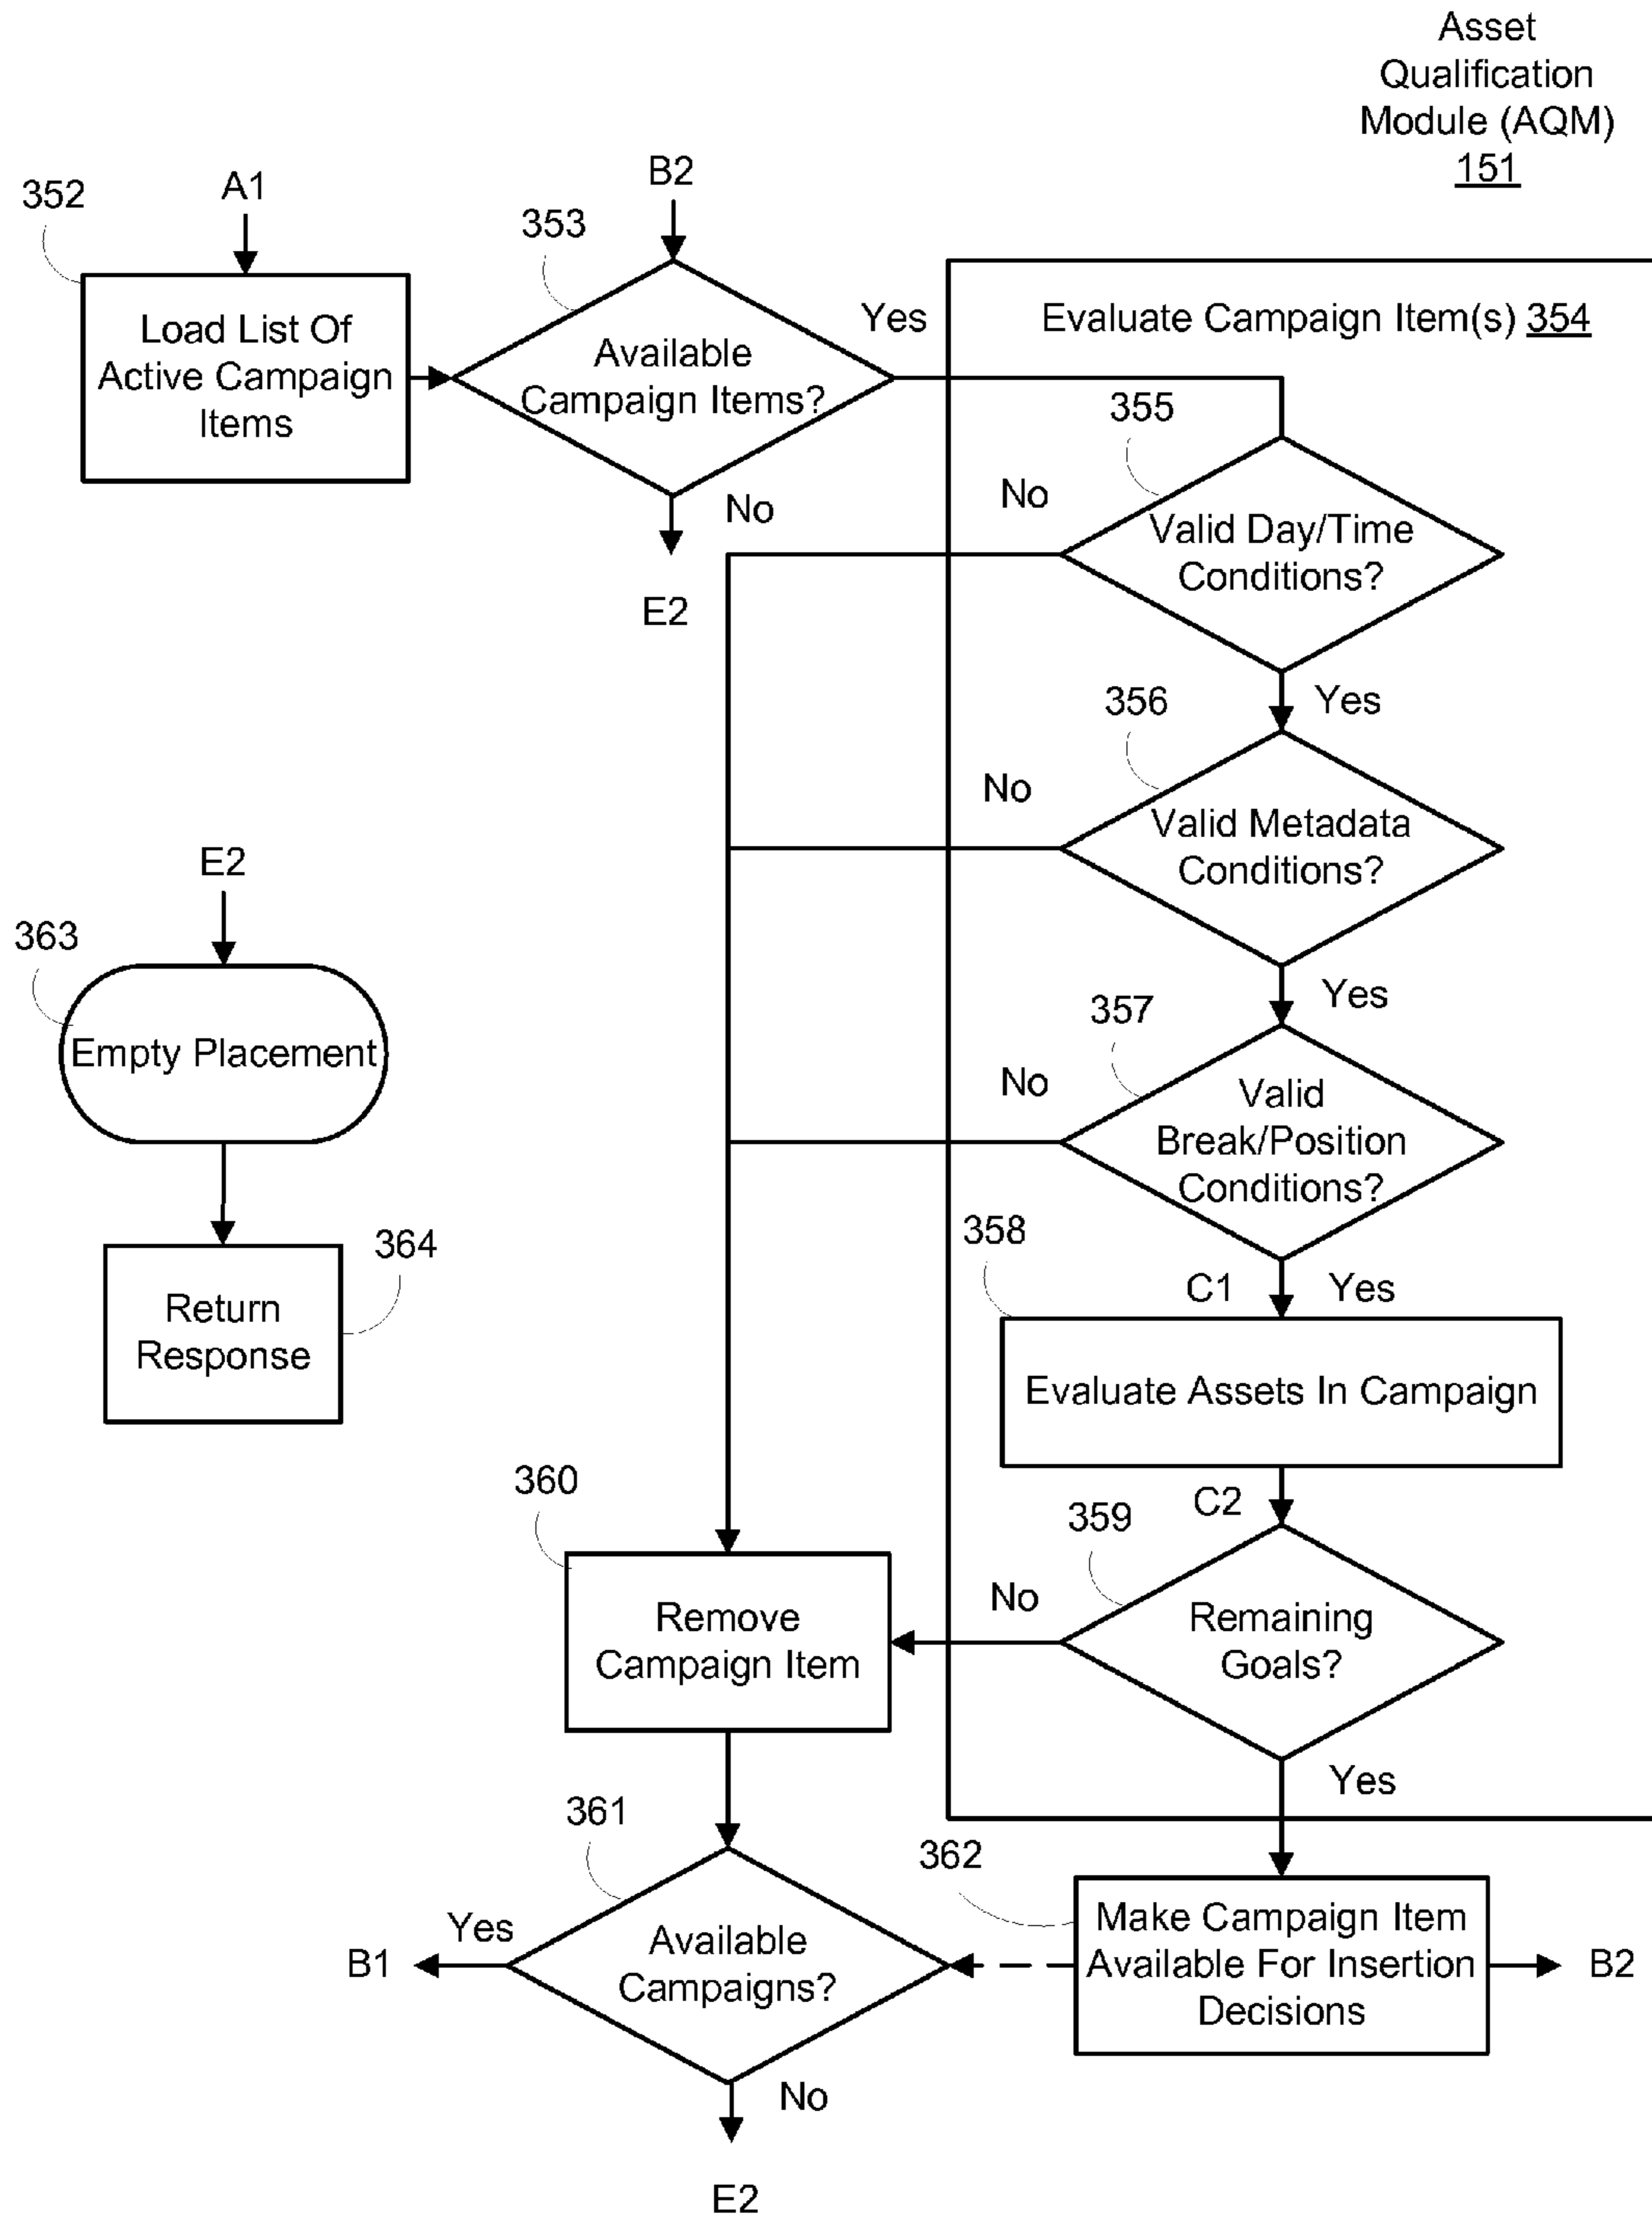 Asset
Qualification
Module (AQM)
151
352
A1
353
B2
Load List Of
Active Campaign
Items
Available
Campaign Items?
Yes
No
E2
Evaluate Campaign Item(s) 354
355
No
Valid Day/Time
Conditions?
Yes
356
No
Valid Metadata
Conditions?
Yes
357
No
Valid
Break/Position
Conditions?
358
C1
Yes
Evaluate Assets In Campaign
C2
359
No
Remaining
Goals?
Yes
E2
363
Empty Placement
364
Return
Response
360
Remove
Campaign Item
361
Yes
B1
Available
Campaigns?
No
E2
362
Make Campaign Item
Available For Insertion
Decisions
B2